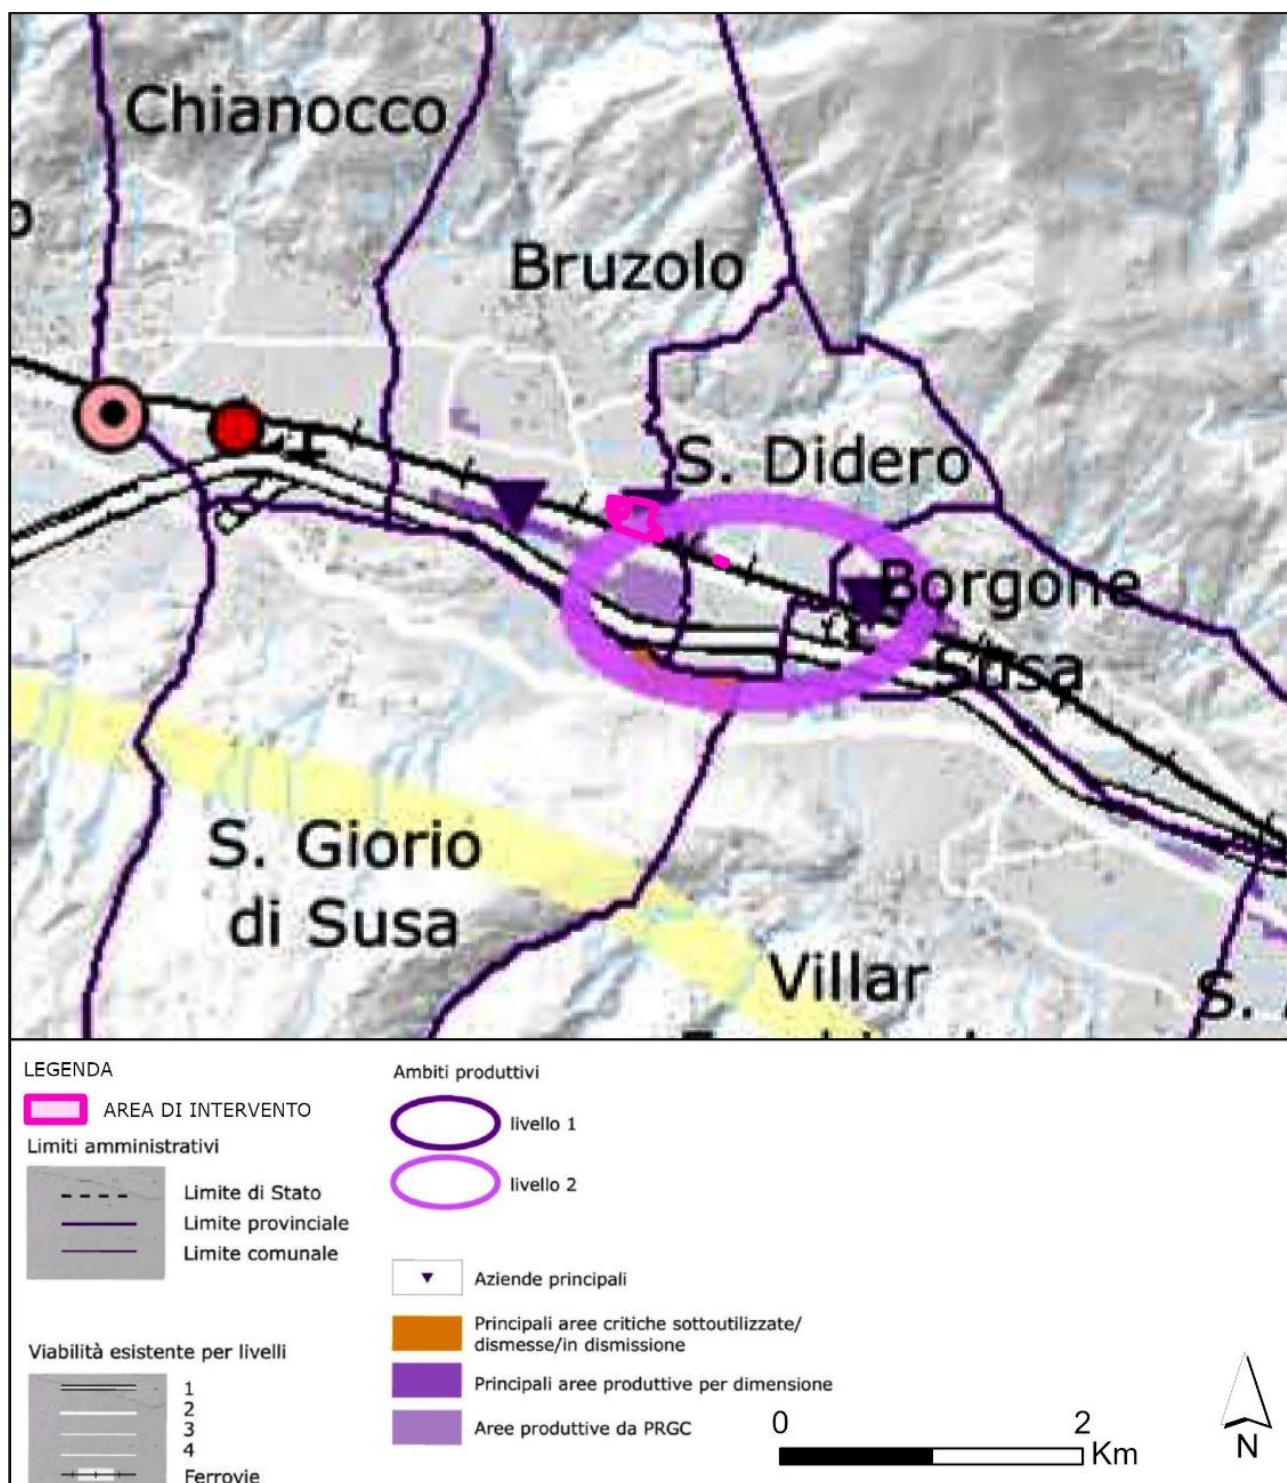 Chianocco
o
Bruzolo
S. Didero
Borgone
Susa
S. Giorio
di Susa
Villar
S.
LEGENDA
AREA DI INTERVENTO
Limiti amministrativi
Limite di Stato
Limite provinciale
Limite comunale
Viabilità esistente per livelli
1
2
3
4
Ferrovie
Ambiti produttivi
livello 1
livello 2
Aziende principali
Principali aree critiche sottoutilizzate/
dismesse/in dismissione
Principali aree produttive per dimensione
Aree produttive da PRGC
0 2
Km
N